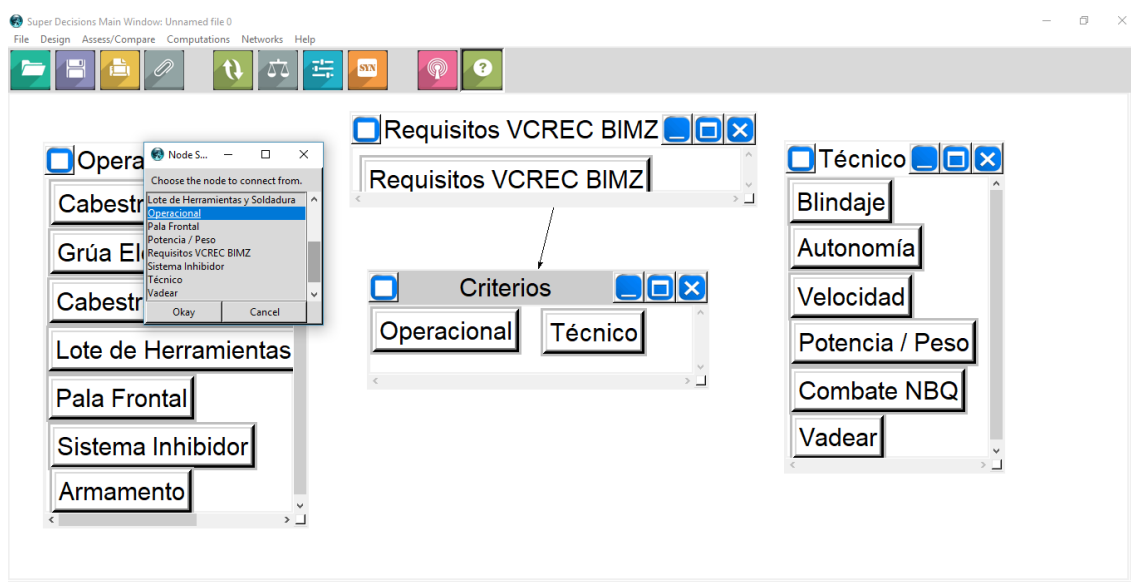 Super Decisions Main Window: Unnamed file 0
File Design Assess/Compare Computations Networks Help
SYN
?
Requisitos VCREC BIMZ
Requisitos VCREC BIMZ
Opera
Cabestr
Grúa El
Cabestr
Lote de Herramientas
Pala Frontal
Sistema Inhibidor
Armamento
Node S...
Choose the node to connect from.
Lote de Herramientas y Soldadura
Operacional
Pala Frontal
Potencia / Peso
Requisitos VCREC BIMZ
Sistema Inhibidor
Técnico
Vadear
Okay Cancel
Criterios
Operacional Técnico
Técnico
Blindaje
Autonomía
Velocidad
Potencia / Peso
Combate NBQ
Vadear